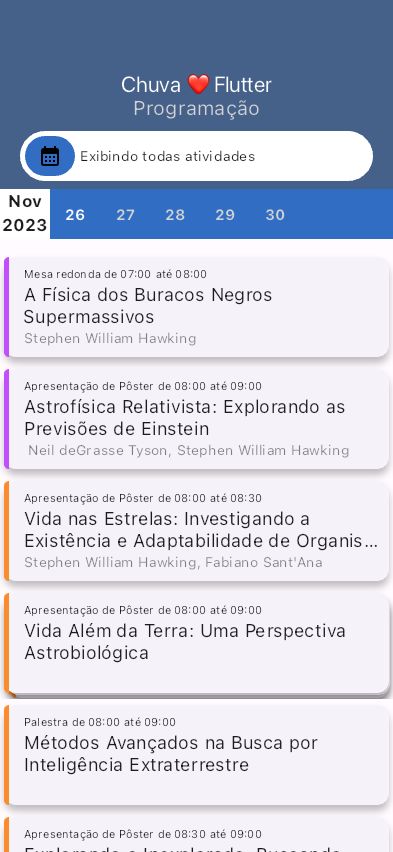 Chuva ❤️ Flutter
Programação
Exibindo todas atividades
Nov
2023
26 27 28 29 30
Mesa redonda de 07:00 até 08:00
A Física dos Buracos Negros
Supermassivos
Stephen William Hawking
Apresentação de Pôster de 08:00 até 09:00
Astrofísica Relativista: Explorando as
Previsões de Einstein
Neil deGrasse Tyson, Stephen William Hawking
Apresentação de Pôster de 08:00 até 08:30
Vida nas Estrelas: Investigando a
Existência e Adaptabilidade de Organis...
Stephen William Hawking, Fabiano Sant'Ana
Apresentação de Pôster de 08:00 até 09:00
Vida Além da Terra: Uma Perspectiva
Astrobiológica
Palestra de 08:00 até 09:00
Métodos Avançados na Busca por
Inteligência Extraterrestre
Apresentação de Pôster de 08:30 até 09:00